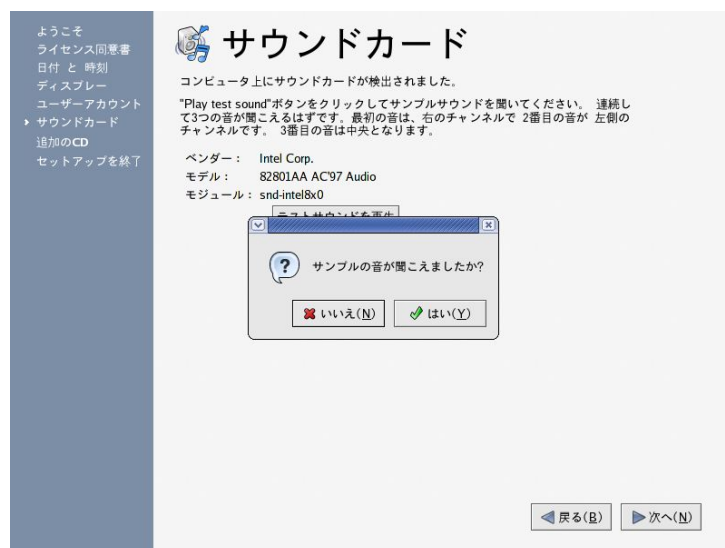 ようこそ
ライセンス同意書
日付 と 時刻
ディスプレー
ユーザーアカウント
サウンドカード
追加のCD
セットアップを終了
サウンドカード
コンピュータ上にサウンドカードが検出されました。
"Play test sound"ボタンをクリックしてサンプルサウンドを聞いてください。 連続し
て3つの音が聞こえるはずです。最初の音は、右のチャンネルで 2番目の音が 左側の
チャンネルです。 3番目の音は中央となります。
ベンダー： Intel Corp.
モデル： 82801AA AC'97 Audio
モジュール： snd-intel8x0
テストサウンドを再生
サンプルの音が聞こえましたか?
いいえ(N) はい(Y)
戻る(B) 次へ(N)